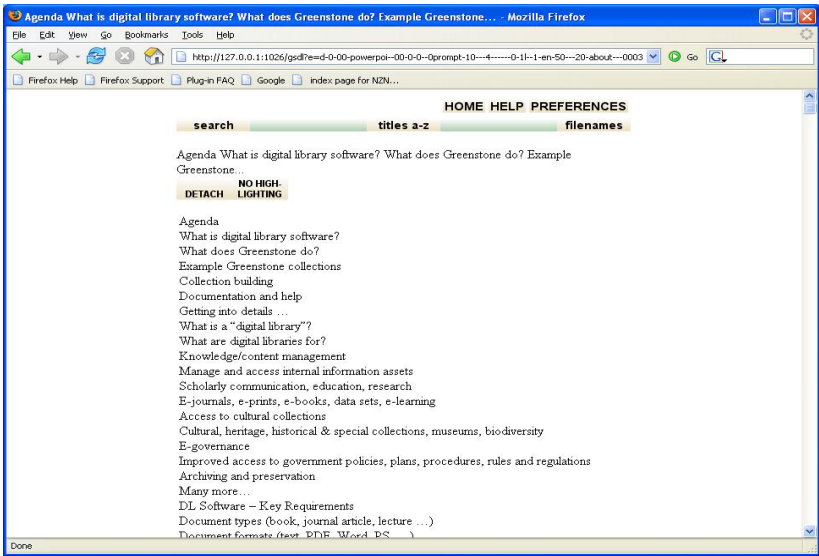 Agenda What is digital library software? What does Greenstone do? Example Greenstone... - Mozilla Firefox
File Edit View Go Bookmarks Tools Help
http://127.0.0.1:1026/gsdl?e=d-0-00-powerpoi--00-0-0--0prompt-10---4------0-1l--1-en-50---20-about---0003 Go
Firefox Help Firefox Support Plug-in FAQ Google index page for NZN...
HOME HELP PREFERENCES
search titles a-z filenames
Agenda What is digital library software? What does Greenstone do? Example
Greenstone...
DETACH NO HIGH-
LIGHTING
Agenda
What is digital library software?
What does Greenstone do?
Example Greenstone collections
Collection building
Documentation and help
Getting into details …
What is a “digital library”?
What are digital libraries for?
Knowledge/content management
Manage and access internal information assets
Scholarly communication, education, research
E-journals, e-prints, e-books, data sets, e-learning
Access to cultural collections
Cultural, heritage, historical & special collections, museums, biodiversity
E-governance
Improved access to government policies, plans, procedures, rules and regulations
Archiving and preservation
Many more…
DL Software – Key Requirements
Document types (book, journal article, lecture …)
Document formats (text, PDF, Word, PS, …)
Done